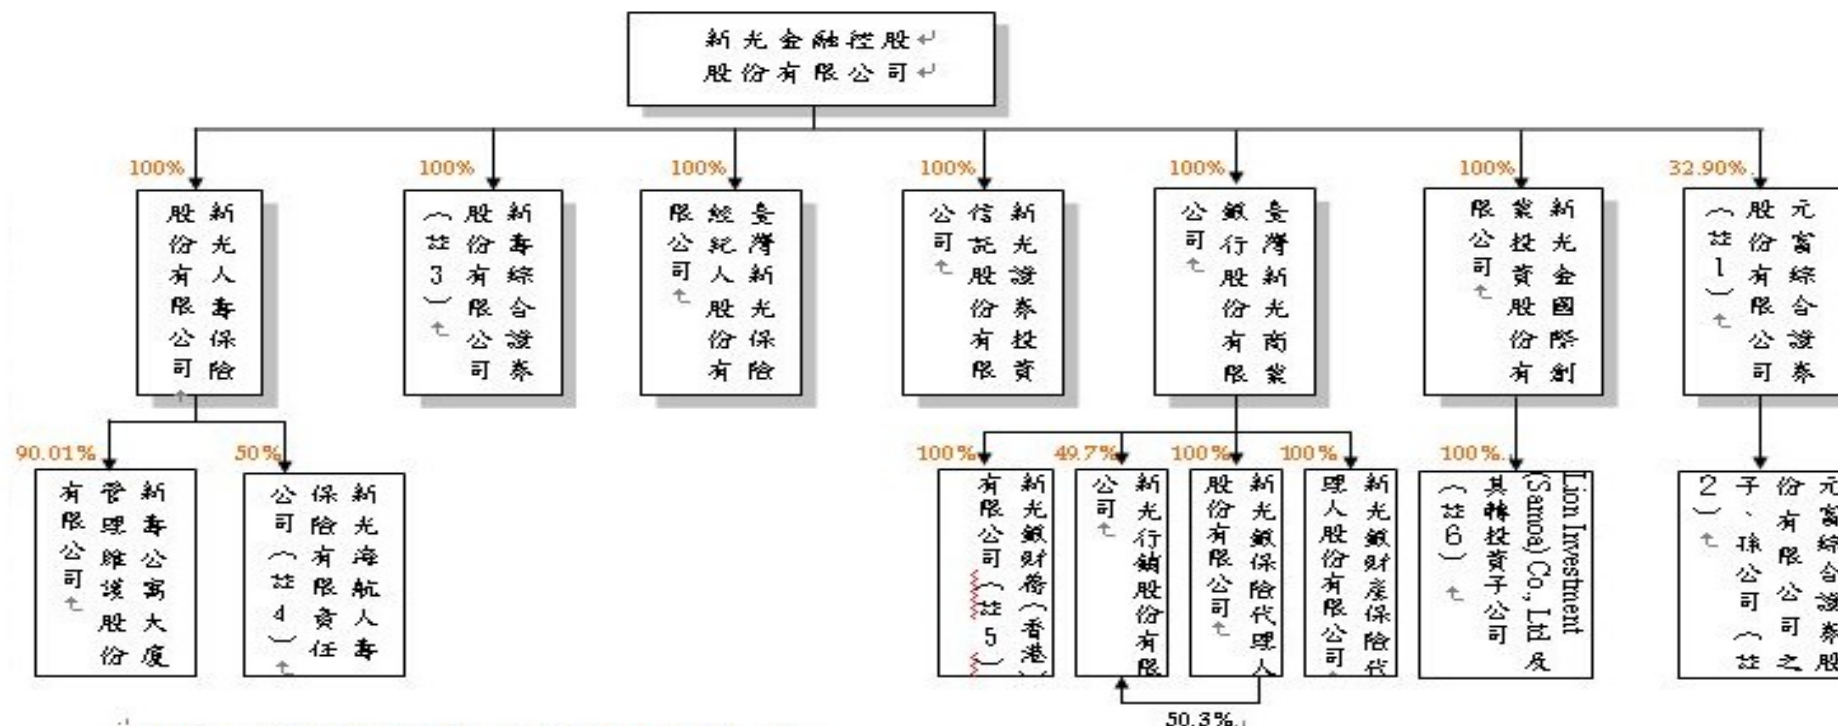 新光金融控股
股份有限公司
100%
100%
100%
100%
100%
100%
32.90%
新光人壽保險
股份有限公司
新壽綜合證券
股份有限公司
（註3）
臺灣新光保險
經紀人股份有
限公司
新光證券投資
信託股份有限
公司
臺灣新光商業
銀行股份有限
公司
新光金國際創
業投資股份有
限公司
元富綜合證券
股份有限公司
（註1）
90.01%
50%
100%
49.7%
100%
100%
100%
新壽公寓大廈
管理維護股份
有限公司
新光海航人壽
保險有限責任
公司（註4）
新光銀財務（香港）
有限公司（註5）
新光行銷股份有限
公司
新光銀保險代理人
股份有限公司
新光銀財產保險代
理人股份有限公司
Lion Investment
(Samoa) Co., Ltd 及
其轉投資子公司
（註6）
元富綜合證券股
份有限公司之
子、孫公司（註
2）
50.3%